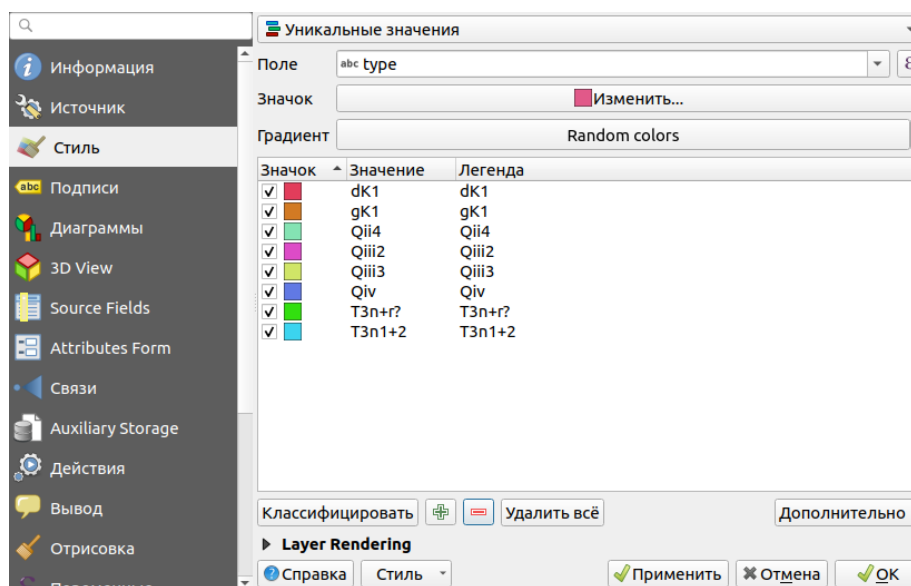 Уникальные значения
Информация
Поле abc type ε
Источник
Значок Изменить...
Стиль
Градиент Random colors
Значок Значение Легенда
abc Подписи
dK1 dK1
gK1 gK1
Диаграммы
Qii4 Qii4
Qiii2 Qiii2
3D View
Qiii3 Qiii3
Qiv Qiv
Source Fields
T3n+r? T3n+r?
T3n1+2 T3n1+2
Attributes Form
Связи
Auxiliary Storage
Действия
Вывод
Классифицировать Удалить всё Дополнительно
Отрисовка
Layer Rendering
Справка Стиль Применить Отмена OK